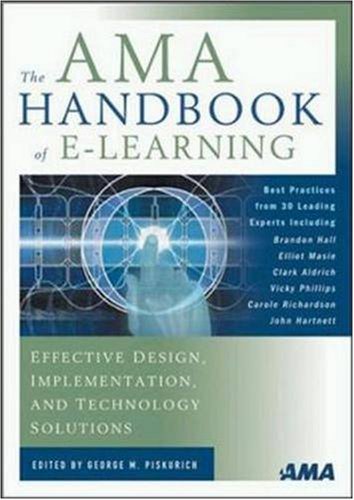 The AMA
HANDBOOK
of E-LEARNING
Best Practices
from 30 Leading
Experts Including
Brandon Hall
Elliot Masie
Clark Aldrich
Vicky Phillips
Carole Richardson
John Hartnett
EFFECTIVE DESIGN,
IMPLEMENTATION,
AND TECHNOLOGY
SOLUTIONS
EDITED BY GEORGE M. PISKURICH
AMA